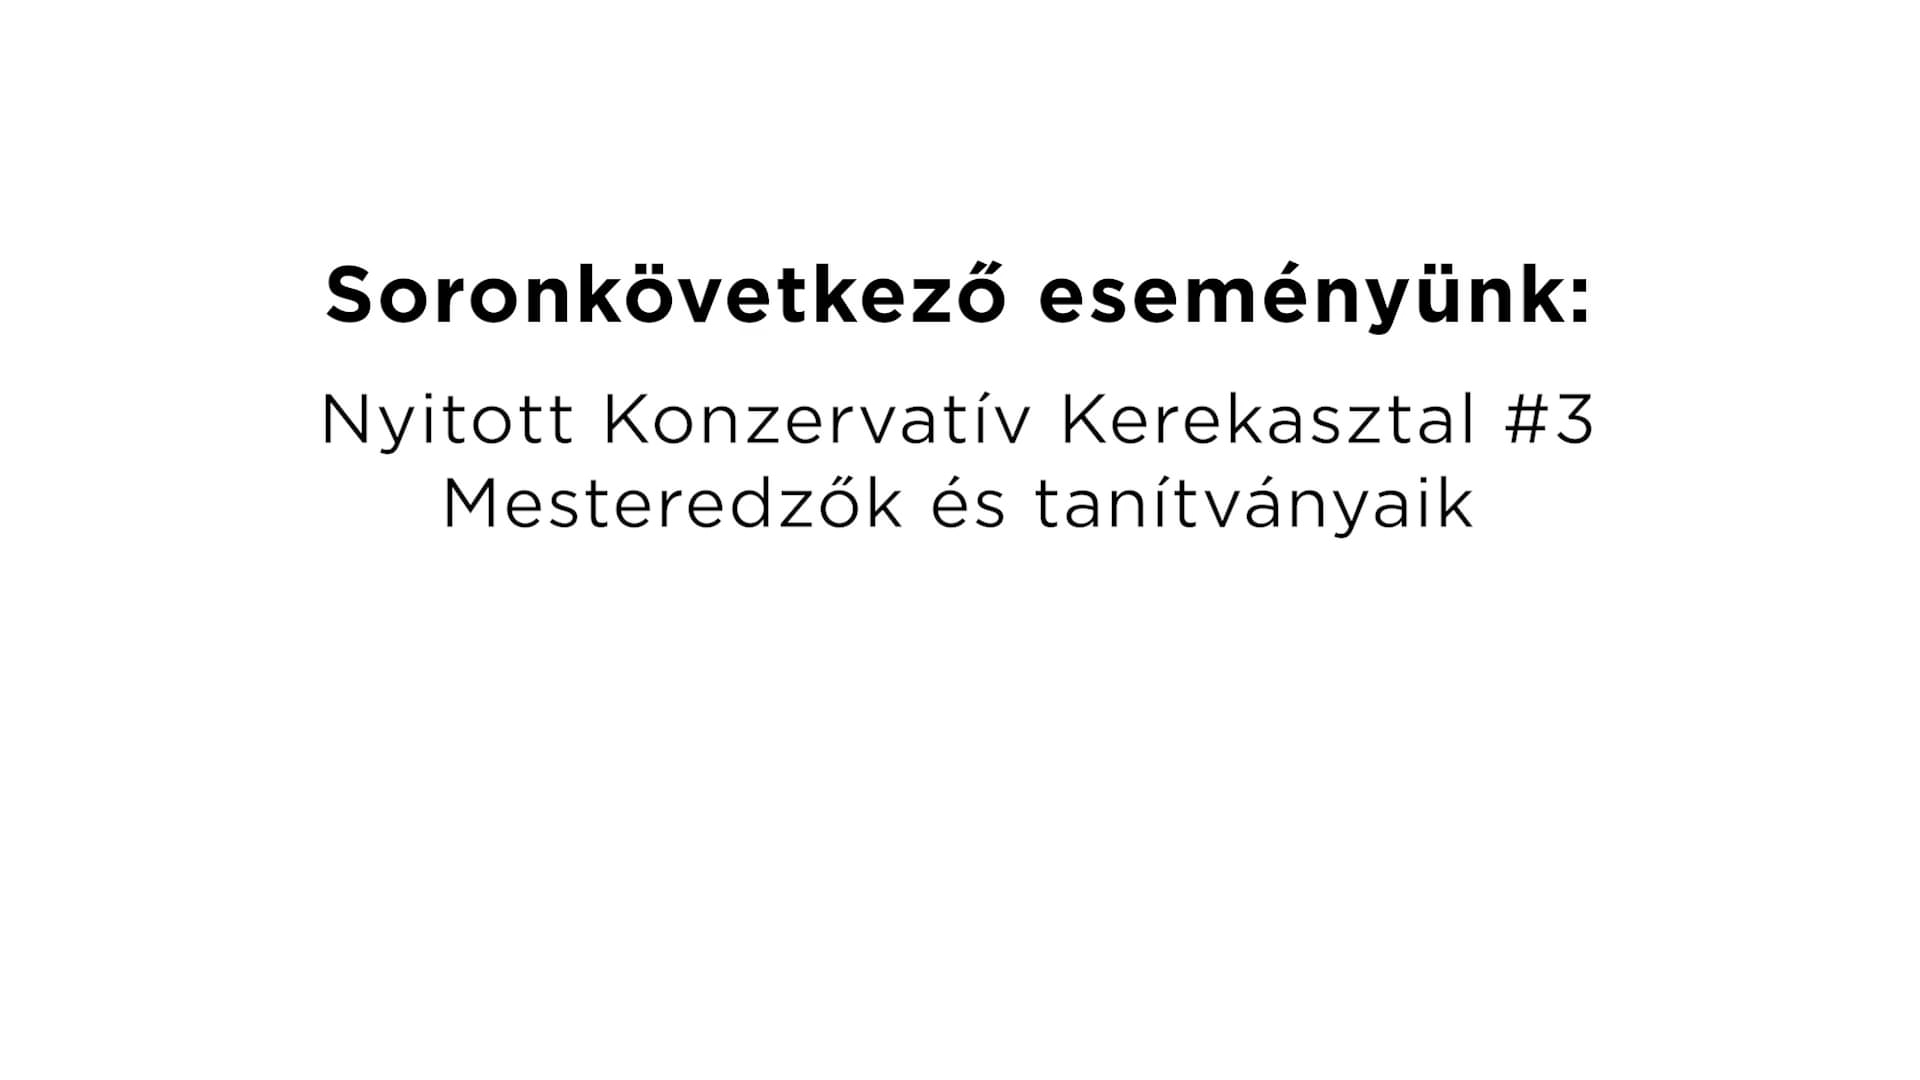 Soronkövetkező eseményünk:
Nyitott Konzervatív Kerekasztal #3
Mesteredzők és tanítványaik